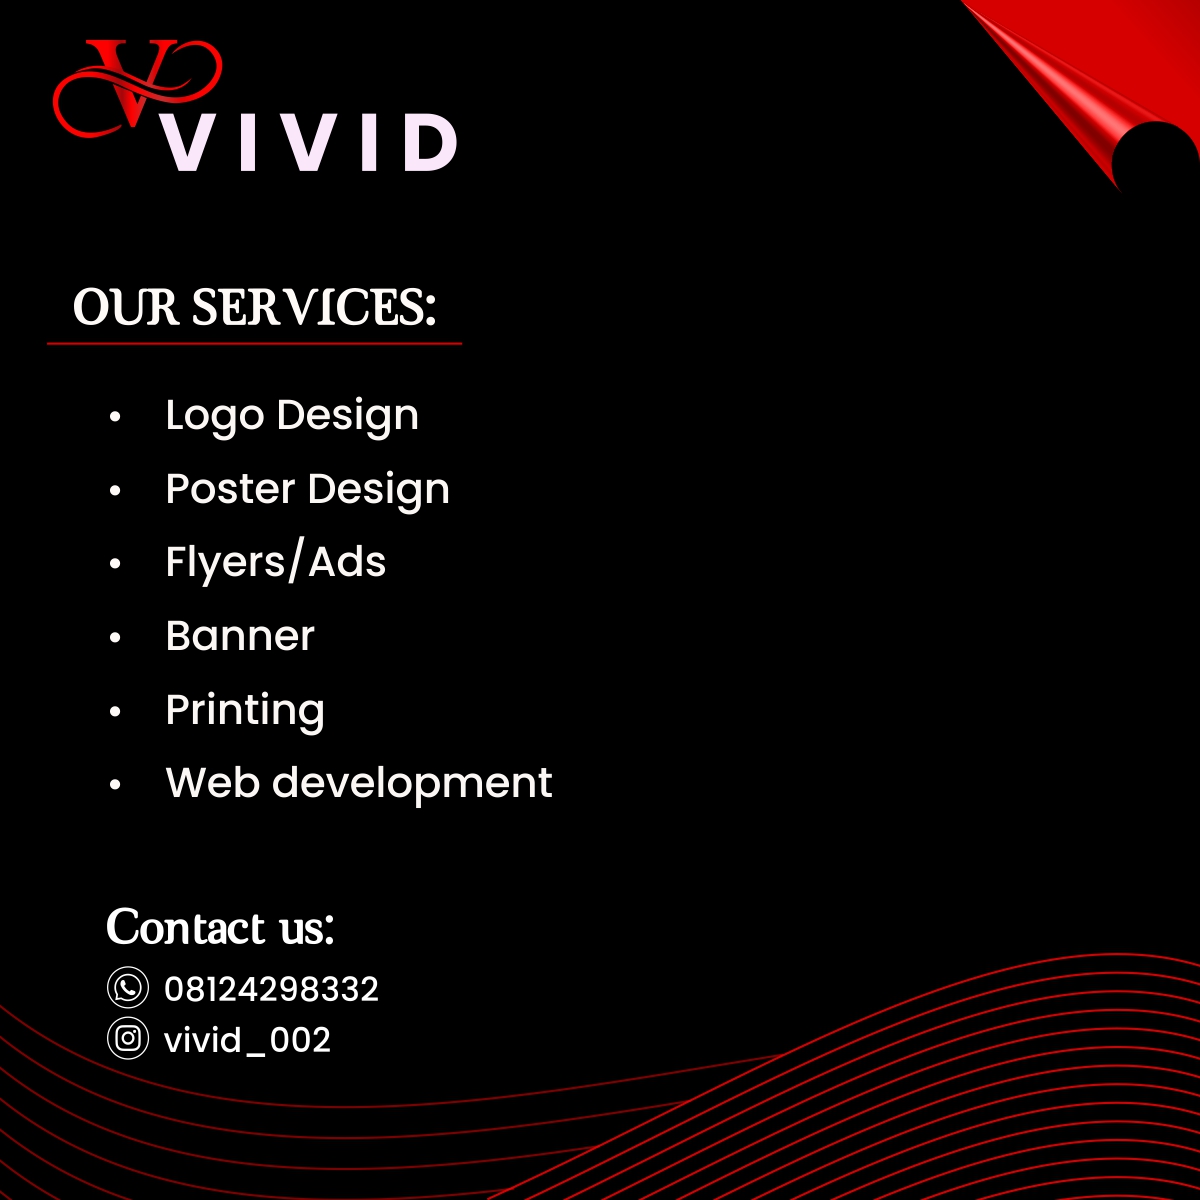 V
VIVID
OUR SERVICES:
• Logo Design
• Poster Design
• Flyers/Ads
• Banner
• Printing
• Web development
Contact us:
08124298332
vivid_002